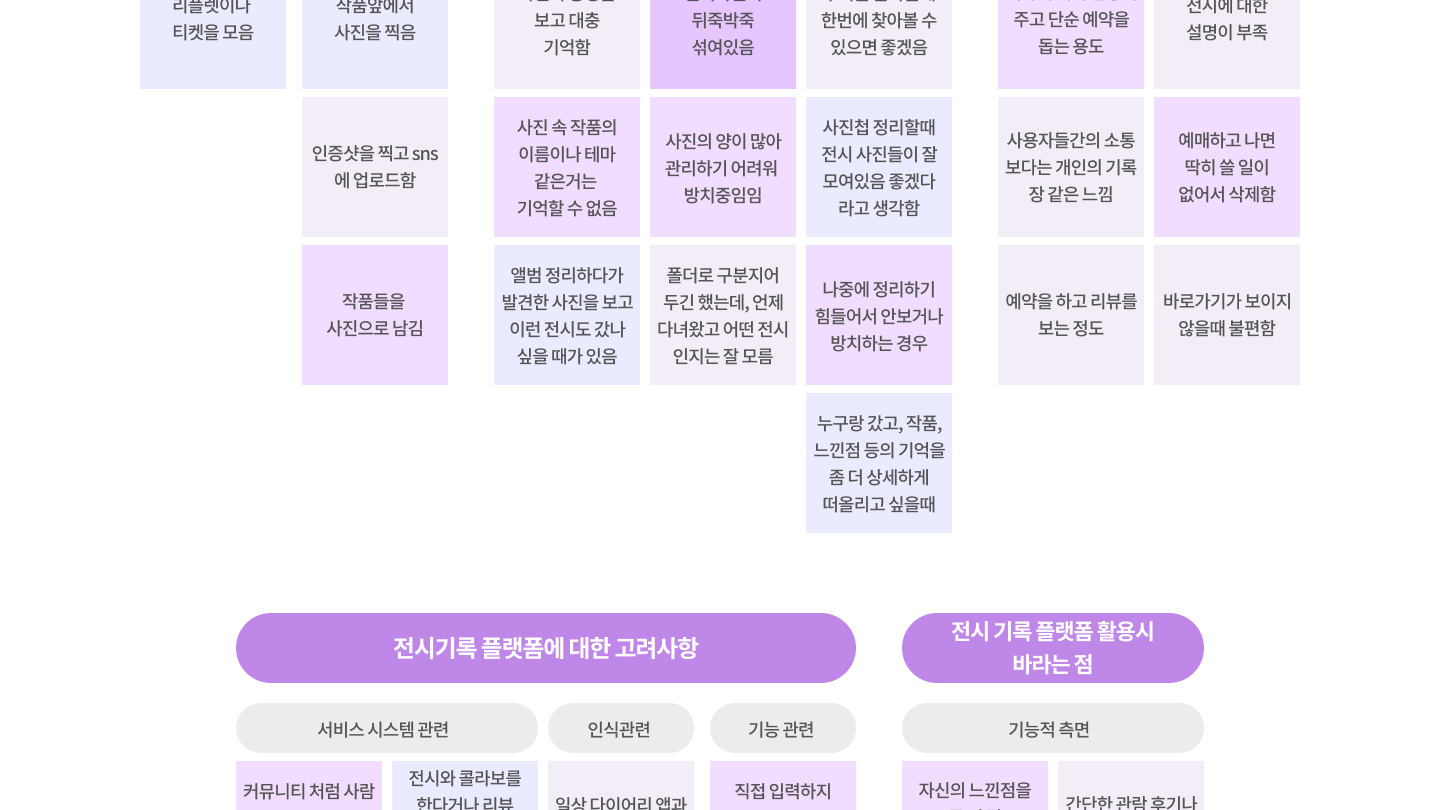 리플렛이나
티켓을 모음
작품앞에서
사진을 찍음
보고 대충
기억함
뒤죽박죽
섞여있음
한번에 찾아볼 수
있으면 좋겠음
주고 단순 예약을
돕는 용도
전시에 대한
설명이 부족
인증샷을 찍고 sns
에 업로드함
사진 속 작품의
이름이나 테마
같은거는
기억할 수 없음
사진의 양이 많아
관리하기 어려워
방치중임임
사진첩 정리할때
전시 사진들이 잘
모여있음 좋겠다
라고 생각함
사용자들간의 소통
보다는 개인의 기록
장 같은 느낌
예매하고 나면
딱히 쓸 일이
없어서 삭제함
작품들을
사진으로 남김
앨범 정리하다가
발견한 사진을 보고
이런 전시도 갔나
싶을 때가 있음
폴더로 구분지어
두긴 했는데, 언제
다녀왔고 어떤 전시
인지는 잘 모름
나중에 정리하기
힘들어서 안보거나
방치하는 경우
예약을 하고 리뷰를
보는 정도
바로가기가 보이지
않을때 불편함
누구랑 갔고, 작품,
느낀점 등의 기억을
좀 더 상세하게
떠올리고 싶을때
전시기록 플랫폼에 대한 고려사항
전시 기록 플랫폼 활용시
바라는 점
서비스 시스템 관련
인식관련
기능 관련
기능적 측면
커뮤니티 처럼 사람
전시와 콜라보를
한다거나 리뷰
일상 다이어리 앱과
직접 입력하지
자신의 느낀점을
간단한 관람 후기나